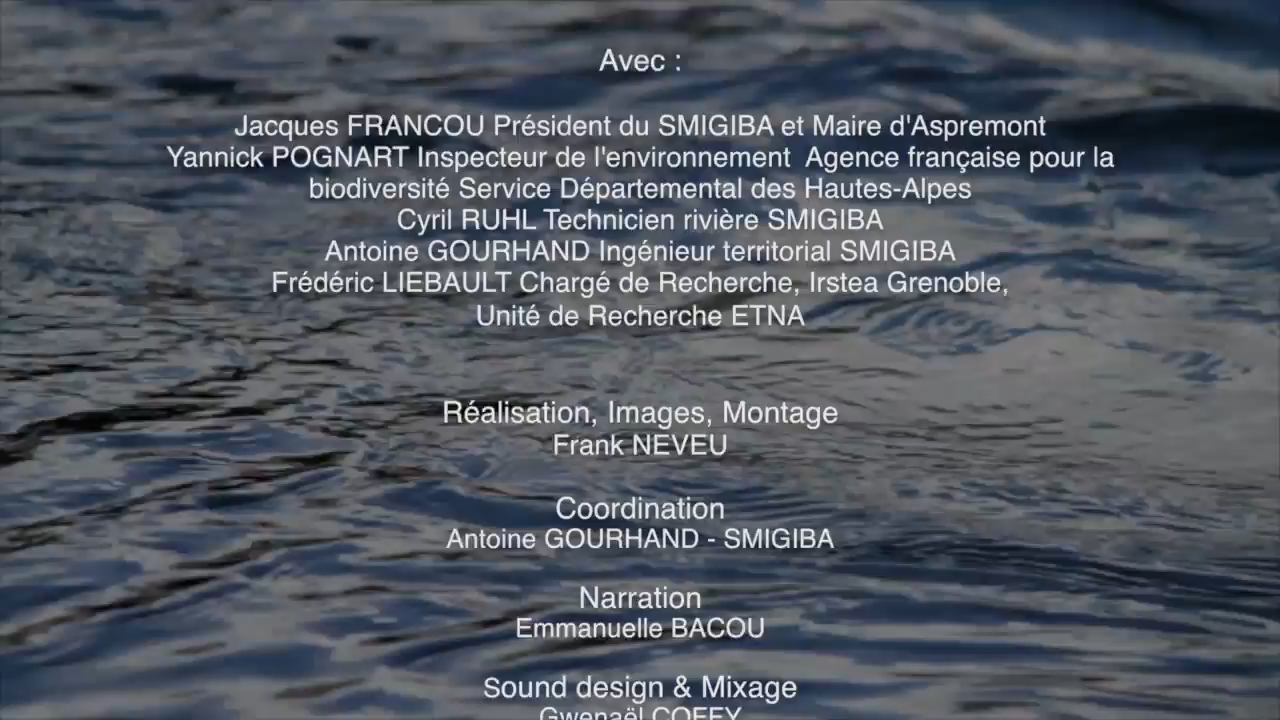 Avec :
Jacques FRANCOU Président du SMIGIBA et Maire d'Aspremont
Yannick POGNART Inspecteur de l'environnement  Agence française pour la
biodiversité Service Départemental des Hautes-Alpes
Cyril RUHL Technicien rivière SMIGIBA
Antoine GOURHAND Ingénieur territorial SMIGIBA
Frédéric LIEBAULT Chargé de Recherche, Irstea Grenoble,
Unité de Recherche ETNA
Réalisation, Images, Montage
Frank NEVEU
Coordination
Antoine GOURHAND - SMIGIBA
Narration
Emmanuelle BACOU
Sound design & Mixage
Gwenaël